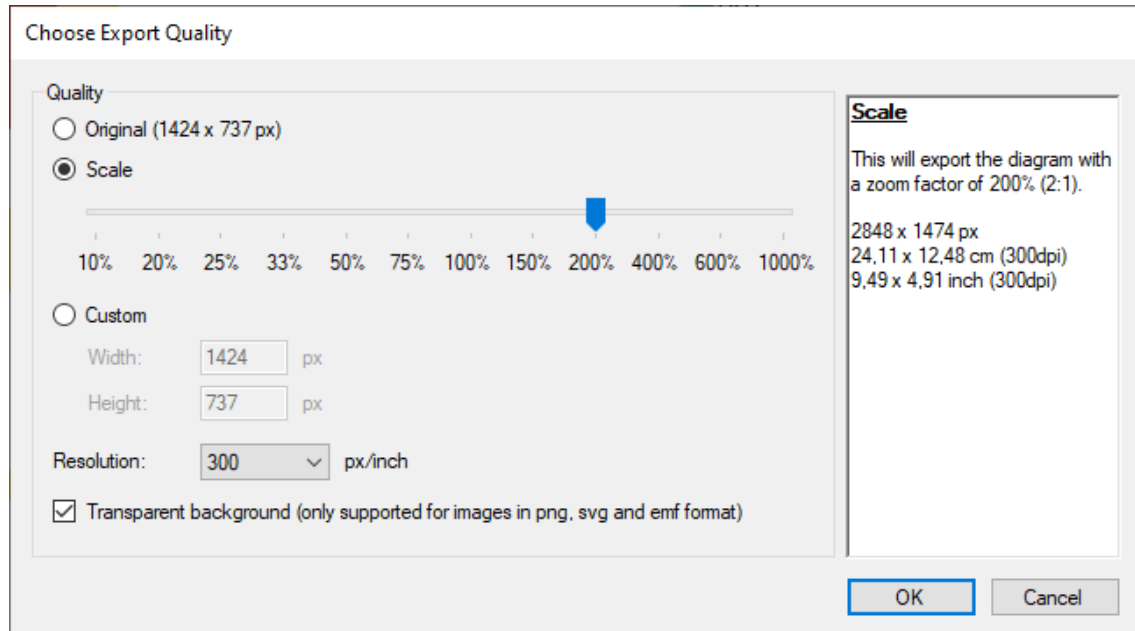 Choose Export Quality
Quality
Original (1424 x 737 px)
Scale
10% 20% 25% 33% 50% 75% 100% 150% 200% 400% 600% 1000%
Custom
Width: 1424 px
Height: 737 px
Resolution: 300 px/inch
Transparent background (only supported for images in png, svg and emf format)
Scale
This will export the diagram with
a zoom factor of 200% (2:1).
2848 x 1474 px
24,11 x 12,48 cm (300dpi)
9,49 x 4,91 inch (300dpi)
OK Cancel